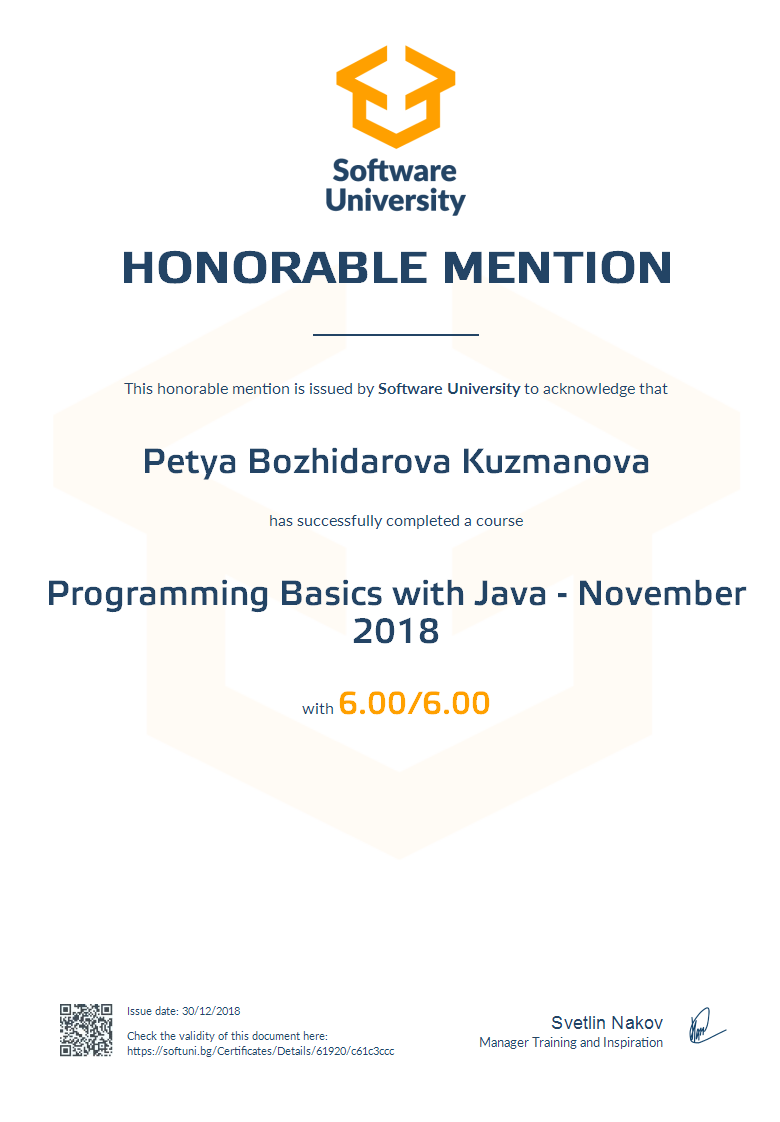 Software
University
HONORABLE MENTION
This honorable mention is issued by Software University to acknowledge that
Petya Bozhidarova Kuzmanova
has successfully completed a course
Programming Basics with Java - November
2018
with 6.00/6.00
Issue date: 30/12/2018
Check the validity of this document here:
https://softuni.bg/Certificates/Details/61920/c61c3ccc
Svetlin Nakov
Manager Training and Inspiration